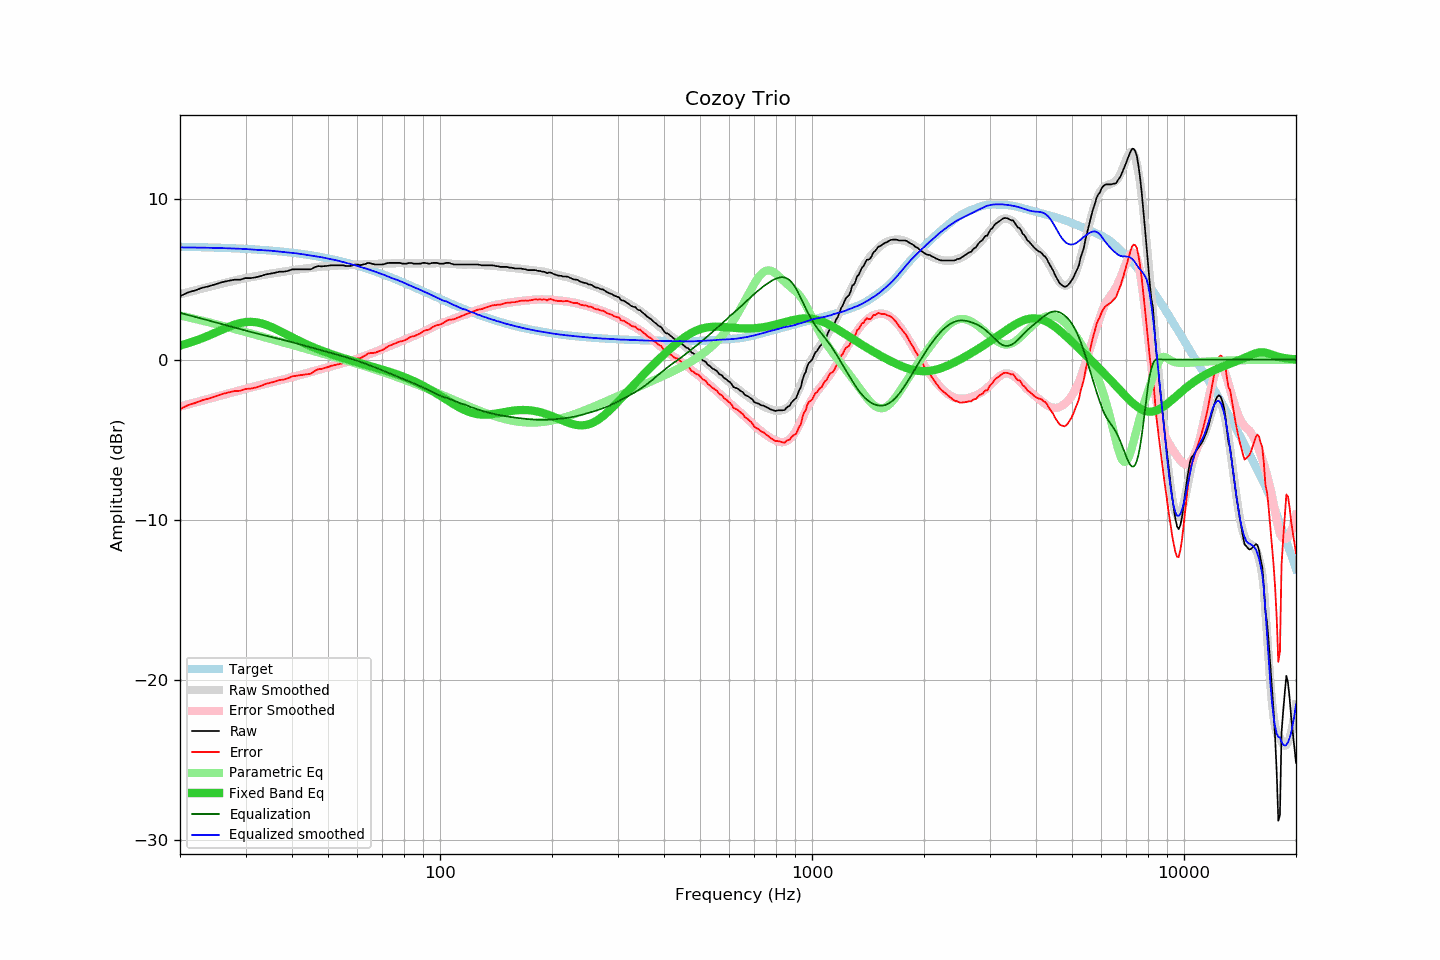 Cozoy Trio
Amplitude (dBr)
10
0
−10
−20
−30
Target
Raw Smoothed
Error Smoothed
Raw
Error
Parametric Eq
Fixed Band Eq
Equalization
Equalized smoothed
100
1000
10000
Frequency (Hz)